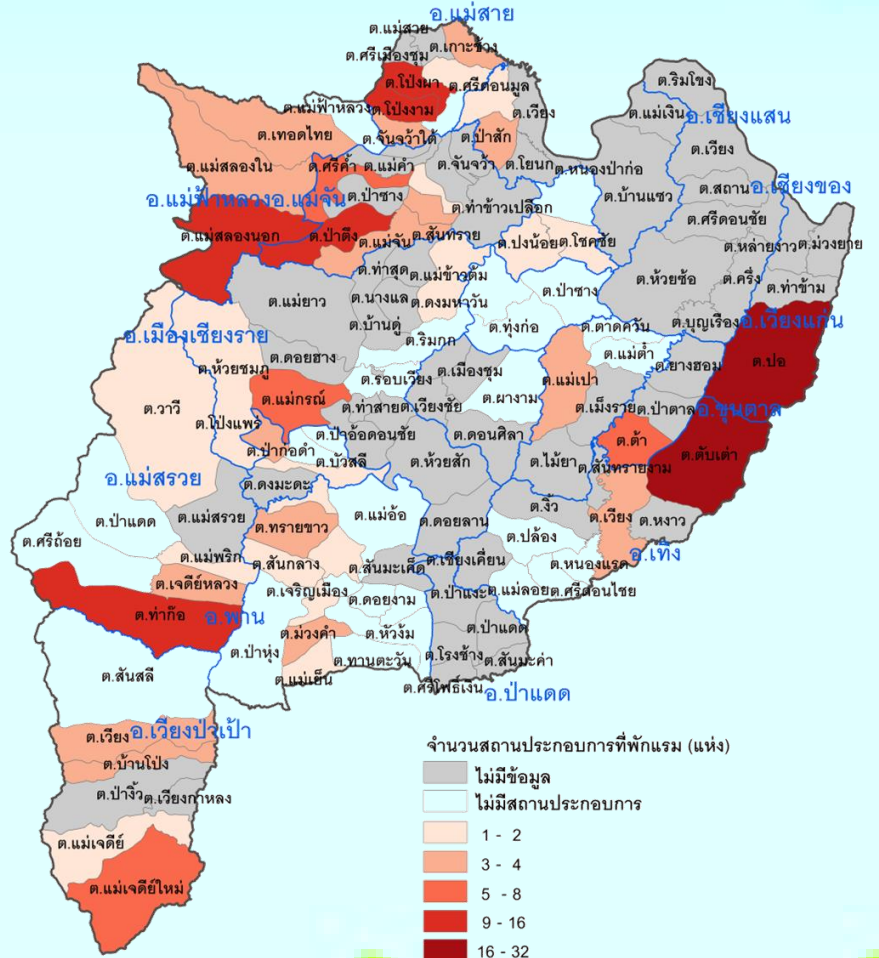 อ.แม่สาย
ต.แม่สาย
ต.เกาะช้าง
ต.ศรีเมืองชุม
ต.โป่งผา
ต.ศรีดอนมูล
ต.ริมโขง
ต.แม่ฟ้าหลวง
ต.โป่งงาม
ต.เวียง
ต.แม่เงิน
อ.เชียงแสน
ต.เทอดไทย
ต.จันจว้าใต้
ต.ป่าสัก
ต.เวียง
ต.แม่สลองใน
ต.ศรีค้ำ
ต.แม่คำ
ต.จันจว้า
ต.โยนก
ต.หนองป่าก่อ
ต.สถาน
อ.เชียงของ
อ.แม่ฟ้าหลวง
อ.แม่จัน
ต.ป่าซาง
ต.ท่าข้าวเปลือก
ต.บ้านแซว
ต.ศรีดอนชัย
ต.แม่สลองนอก
ต.ป่าตึง
ต.แม่จัน
ต.สันทราย
ต.ปงน้อย
ต.โชคชัย
ต.หล่ายงาว
ต.ม่วงยาย
ต.ท่าสุด
ต.แม่ข้าวต้ม
ต.ห้วยซ้อ
ต.ครึ่ง
ต.ท่าข้าม
ต.แม่ยาว
ต.นางแล
ต.ดงมหาวัน
ต.ป่าซาง
อ.เมืองเชียงราย
ต.บ้านดู่
ต.ริมกก
ต.ทุ่งก่อ
ต.ตาดควัน
ต.บุญเรือง
อ.เวียงแก่น
ต.ดอยฮาง
ต.แม่ต๋ำ
ต.ห้วยชมภู
ต.รอบเวียง
ต.เมืองชุม
ต.แม่เปา
ต.ยางฮอม
ต.ปอ
ต.วาวี
ต.แม่กรณ์
ต.ท่าสาย
ต.เวียงชัย
ต.ผางาม
ต.เม็งราย
ต.ป่าตาล
อ.ขุนตาล
ต.โป่งแพร่
ต.ป่าอ้อดอนชัย
ต.ดอนศิลา
ต.ต้า
ต.ป่าก่อดำ
ต.บัวสลี
ต.ห้วยสัก
ต.ไม้ยา
ต.สันทรายงาม
ต.ตับเต่า
อ.แม่สรวย
ต.ดงมะดะ
ต.ป่าแดด
ต.แม่สรวย
ต.ทรายขาว
ต.แม่อ้อ
ต.ดอยลาน
ต.งิ้ว
ต.เวียง
ต.หงาว
ต.ศรีถ้อย
ต.ปล้อง
ต.แม่พริก
ต.สันกลาง
ต.สันมะเค็ด
ต.เชียงเคี่ยน
ต.หนองแรด
อ.เทิง
ต.เจดีย์หลวง
ต.เจริญเมือง
ต.ดอยงาม
ต.ป่าแงะ
ต.แม่ลอย
ต.ศรีดอนไชย
ต.ท่าก๊อ
อ.พาน
ต.ม่วงคำ
ต.หัวง้ม
ต.ป่าแดด
ต.ป่าหุ่ง
ต.ทานตะวัน
ต.โรงช้าง
ต.สันมะค่า
ต.สันสลี
ต.แม่เย็น
ต.ศรีโพธิ์เงิน
อ.ป่าแดด
ต.เวียง
อ.เวียงป่าเป้า
ต.บ้านโป่ง
ต.ป่างิ้ว
ต.เวียงกาหลง
ต.แม่เจดีย์
ต.แม่เจดีย์ใหม่
จำนวนสถานประกอบการที่พักแรม (แห่ง)
ไม่มีข้อมูล
ไม่มีสถานประกอบการ
1 - 2
3 - 4
5 - 8
9 - 16
16 - 32